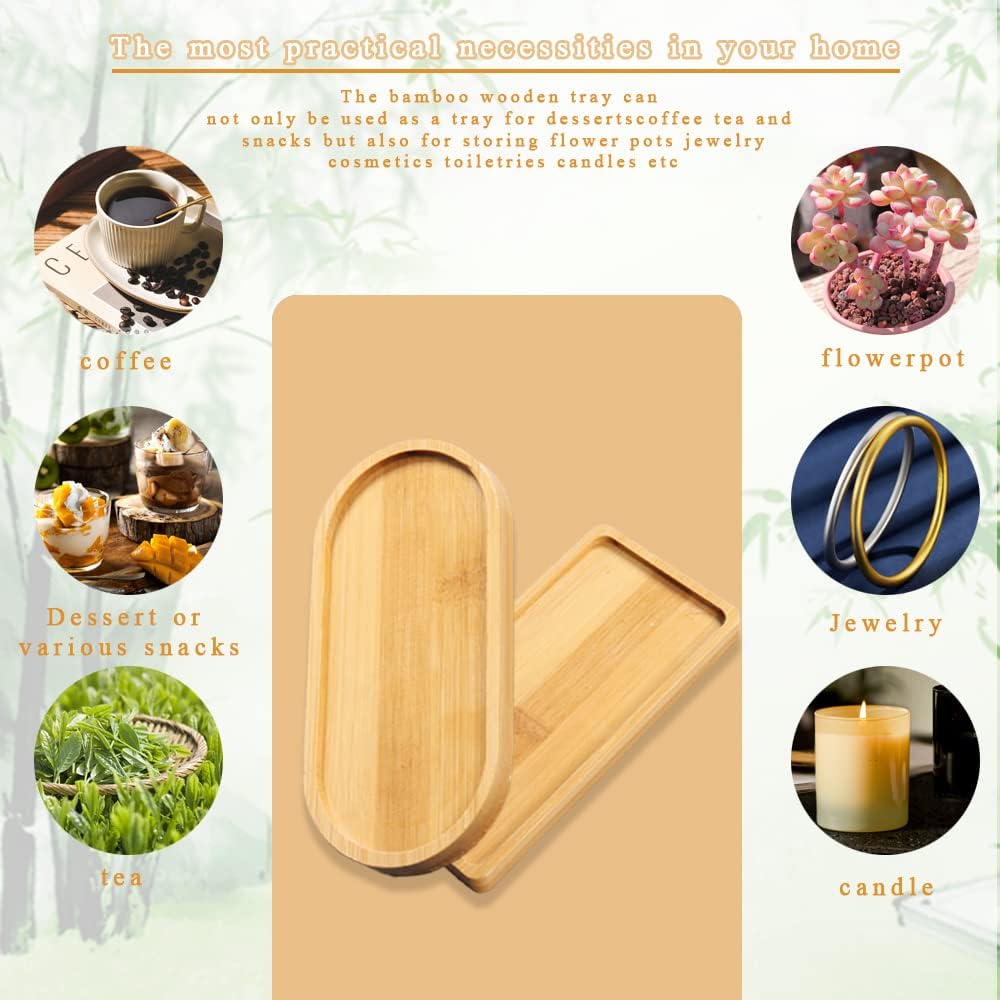 The most practical necessities in your home
The bamboo wooden tray can
not only be used as a tray for dessertscoffee tea and
snacks but also for storing flower pots jewelry
cosmetics toiletries candles etc
coffee
flowerpot
Dessert or
various snacks
Jewelry
tea
candle
C E